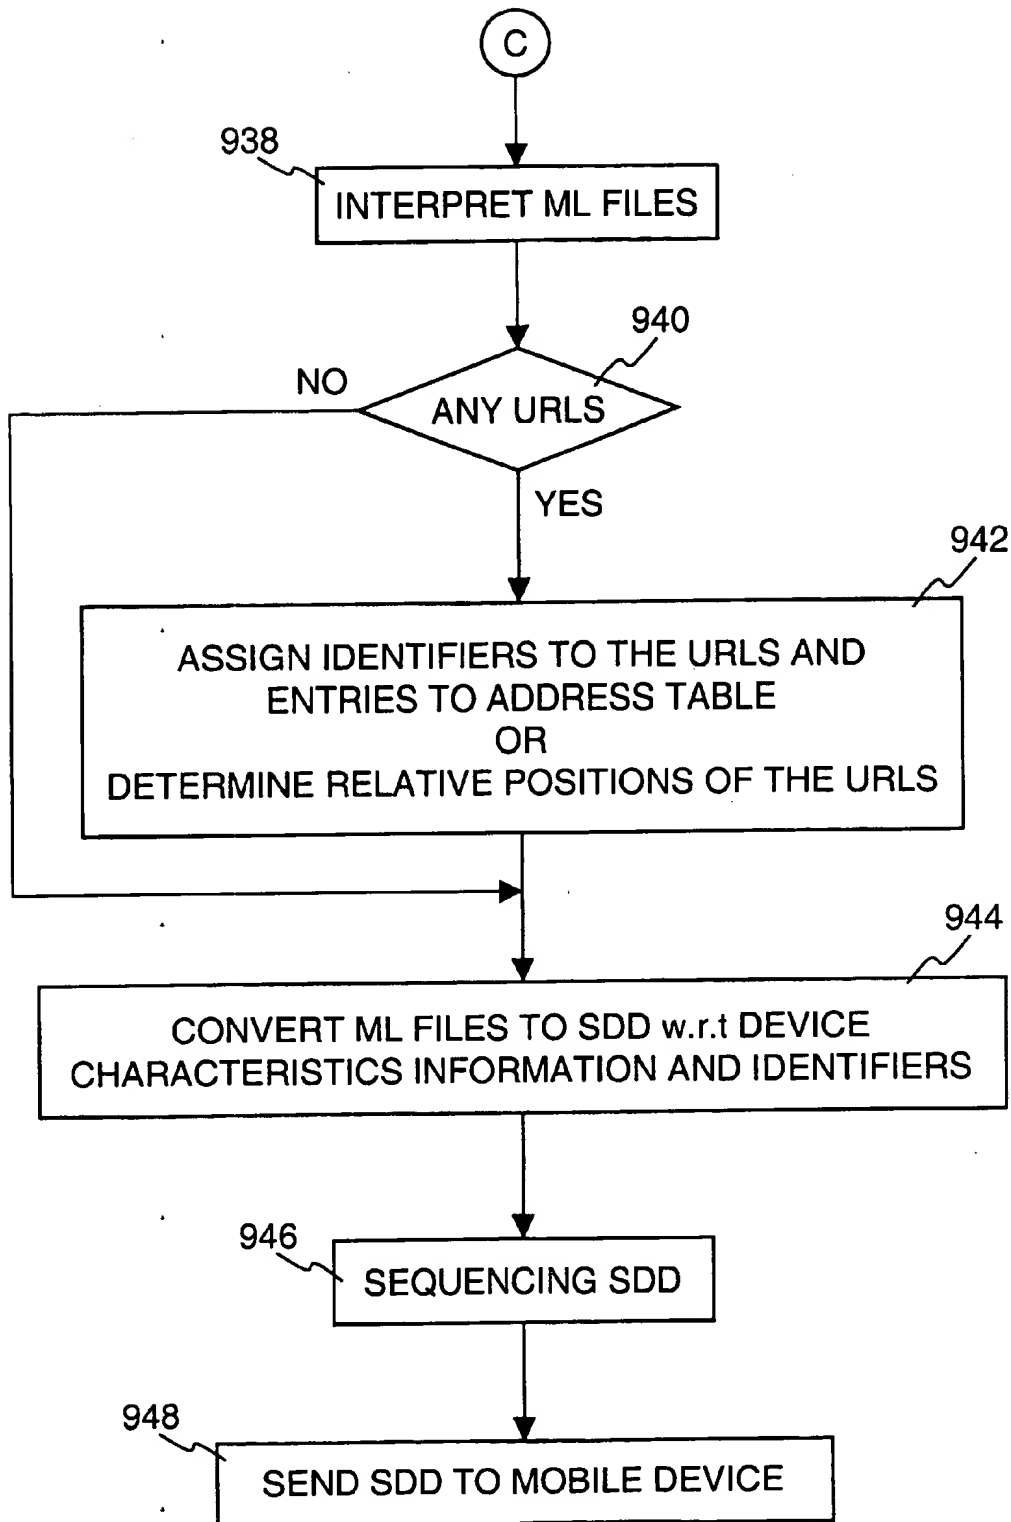 C
938
INTERPRET ML FILES
940
NO
ANY URLS
YES
942
ASSIGN IDENTIFIERS TO THE URLS AND
ENTRIES TO ADDRESS TABLE
OR
DETERMINE RELATIVE POSITIONS OF THE URLS
944
CONVERT ML FILES TO SDD w.r.t DEVICE
CHARACTERISTICS INFORMATION AND IDENTIFIERS
946
SEQUENCING SDD
948
SEND SDD TO MOBILE DEVICE